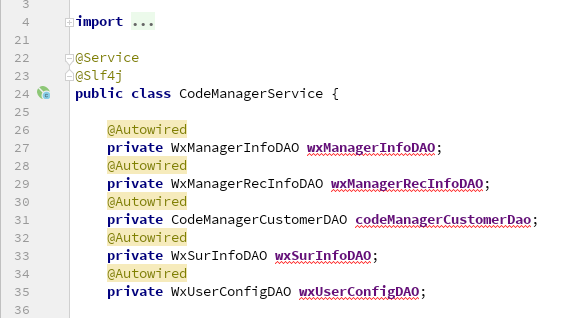 3
4 import ...
21
22 @Service
23 @Slf4j
24 public class CodeManagerService {
25
26 @Autowired
27 private WxManagerInfoDAO wxManagerInfoDAO;
28 @Autowired
29 private WxManagerRecInfoDAO wxManagerRecInfoDAO;
30 @Autowired
31 private CodeManagerCustomerDAO codeManagerCustomerDao;
32 @Autowired
33 private WxSurInfoDAO wxSurInfoDAO;
34 @Autowired
35 private WxUserConfigDAO wxUserConfigDAO;
36